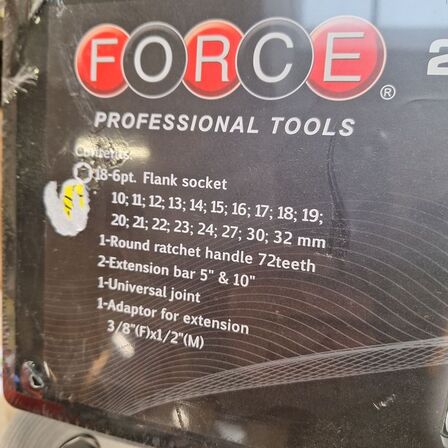 FORCE
®
2
PROFESSIONAL TOOLS
Contents:
18-6pt. Flank socket
10; 11; 12; 13; 14; 15; 16; 17; 18; 19;
20; 21; 22; 23; 24; 27; 30; 32 mm
1-Round ratchet handle 72teeth
2-Extension bar 5" & 10"
1-Universal joint
1-Adaptor for extension
3/8"(F)x1/2"(M)